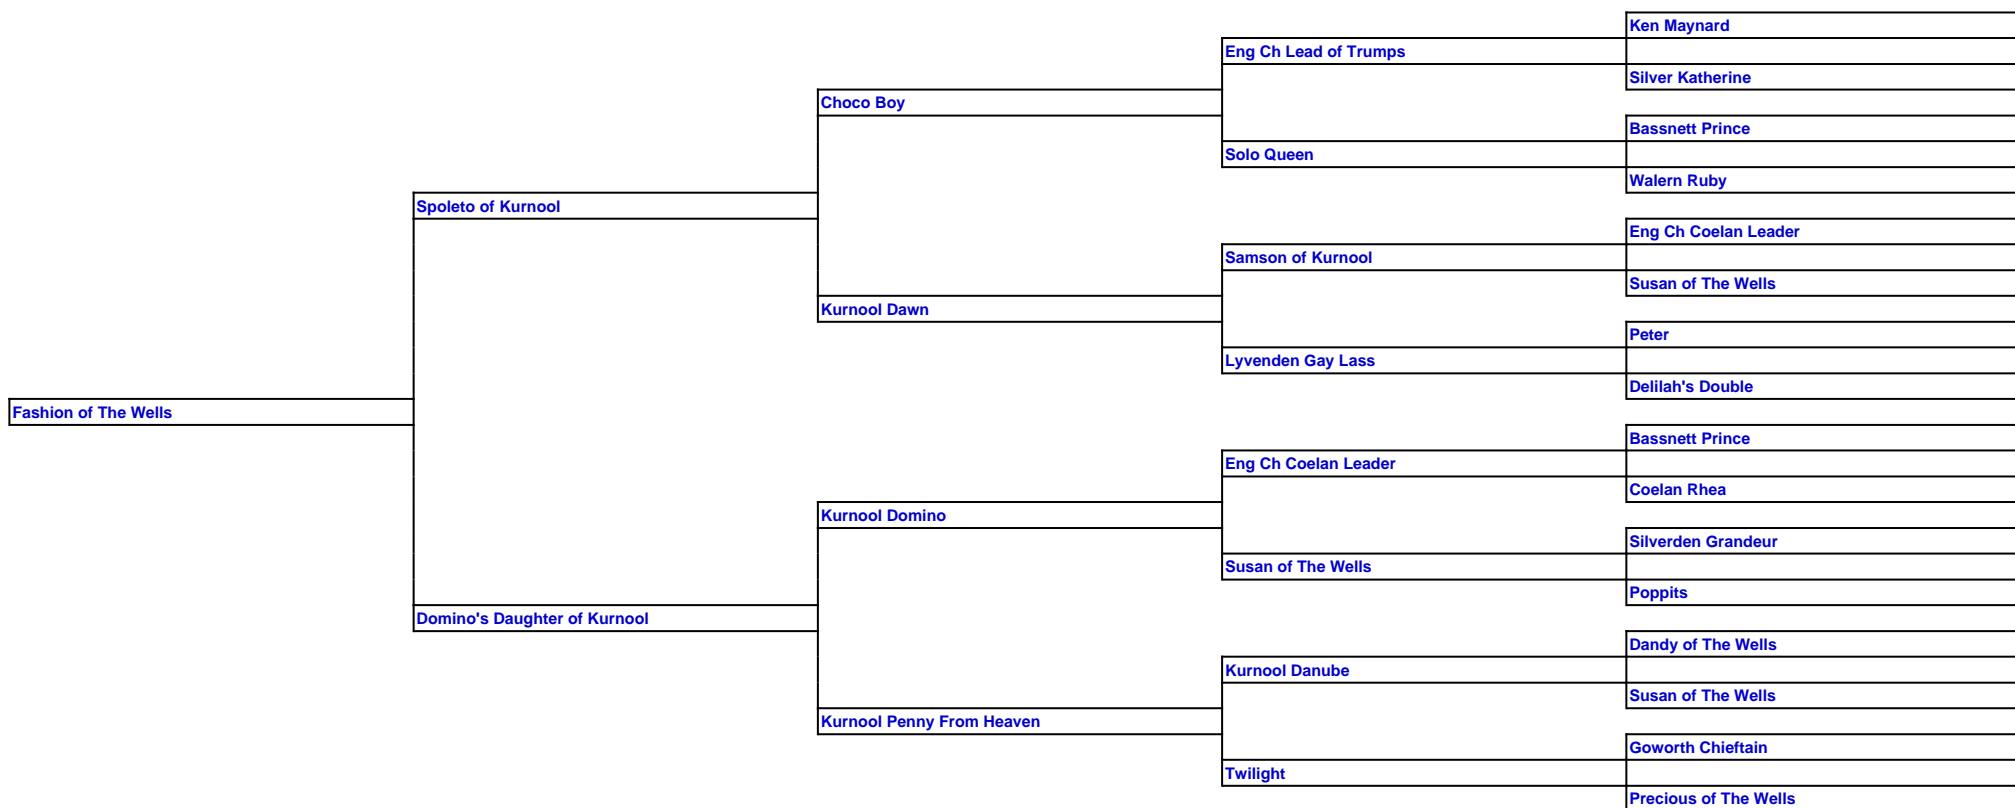 Ken Maynard
Eng Ch Lead of Trumps
Silver Katherine
Choco Boy
Bassnett Prince
Solo Queen
Walern Ruby
Spoleto of Kurnool
Eng Ch Coelan Leader
Samson of Kurnool
Susan of The Wells
Kurnool Dawn
Peter
Lyvenden Gay Lass
Delilah's Double
Fashion of The Wells
Bassnett Prince
Eng Ch Coelan Leader
Coelan Rhea
Kurnool Domino
Silverden Grandeur
Susan of The Wells
Poppits
Domino's Daughter of Kurnool
Dandy of The Wells
Kurnool Danube
Susan of The Wells
Kurnool Penny From Heaven
Goworth Chieftain
Twilight
Precious of The Wells